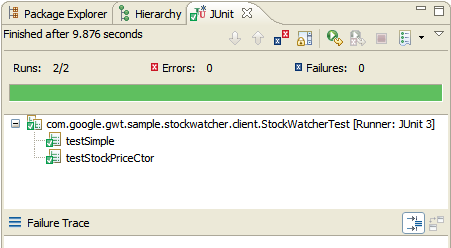 Package Explorer Hierarchy JUnit
Finished after 9.876 seconds
Runs: 2/2 Errors: 0 Failures: 0
com.google.gwt.sample.stockwatcher.client.StockWatcherTest [Runner: JUnit 3]
testSimple
testStockPriceCtor
Failure Trace